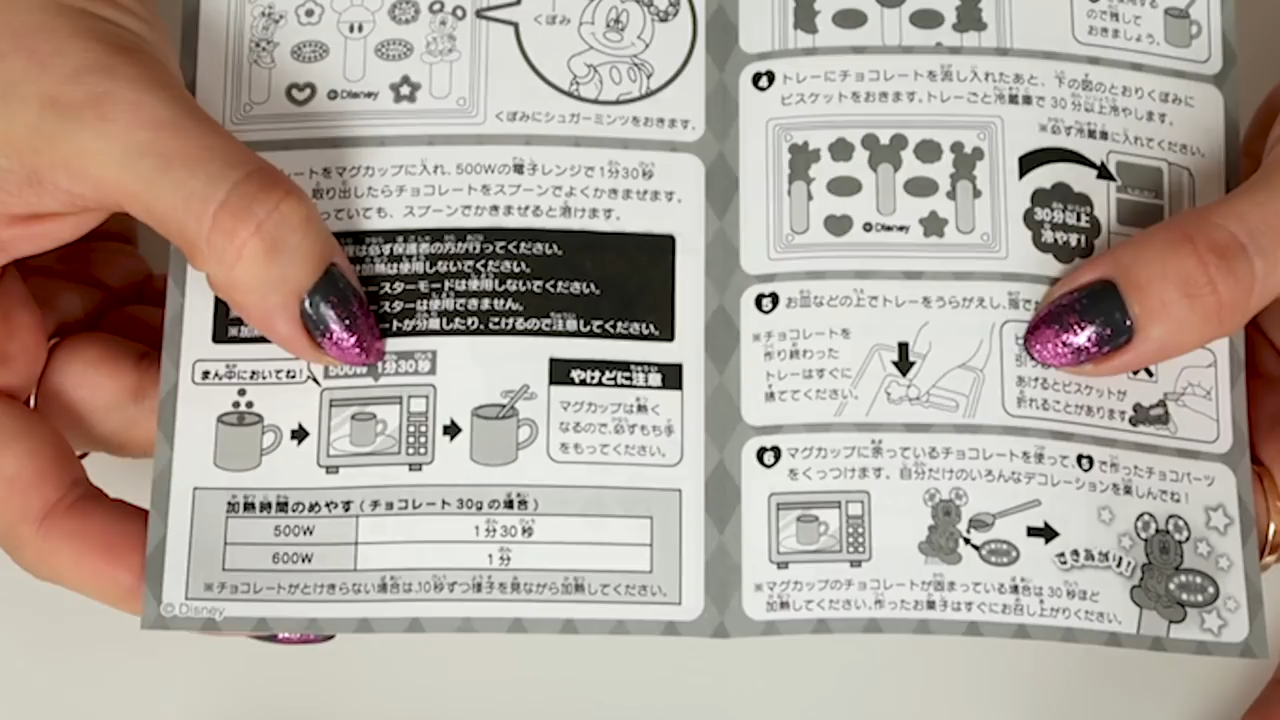 くぼみ
©Disney
くぼみにシュガーミンツをおきます。
レートをマグカップに入れ、500Wの電子レンジで1分30秒
取り出したらチョコレートをスプーンでよくかきまぜます。
っていても、スプーンでかきまぜると溶けます。
は必ず保護者の方が行ってください。
加熱は使用しないでください。
ースターモードは使用しないでください。
スターは使用できません。
※加
ートが分離したり、こげるので注意してください。
まん中においてね!
500W 1分30秒
やけどに注意
マグカップは熱く
なるので、必ずもち手
をもってください。
加熱時間のめやす(チョコレート30gの場合)
500W 1分30秒
600W 1分
※チョコレートがとけきらない場合は、10秒ずつ様子を見ながら加熱してください。
©Disney
使用する
ので残して
おきましょう。
4 トレーにチョコレートを流し入れたあと、下の図のとおりくぼみに
ビスケットをおきます。トレーごと冷蔵庫で30分以上冷やします。
※必ず冷蔵庫に入れてください。
©Disney
30分以上
冷やす!
5 お皿などの上でトレーをうらがえし、指で
※チョコレートを
作り終わった
トレーはすぐに
捨ててください。
あげるとビスケットが
折れることがあります
6 マグカップに余っているチョコレートを使って、5で作ったチョコパーツ
をくっつけます。自分だけのいろんなデコレーションを楽しんでね!
できあがり!
※マグカップのチョコレートが固まっている場合は30秒ほど
加熱してください。作ったお菓子はすぐにお召し上がりください。